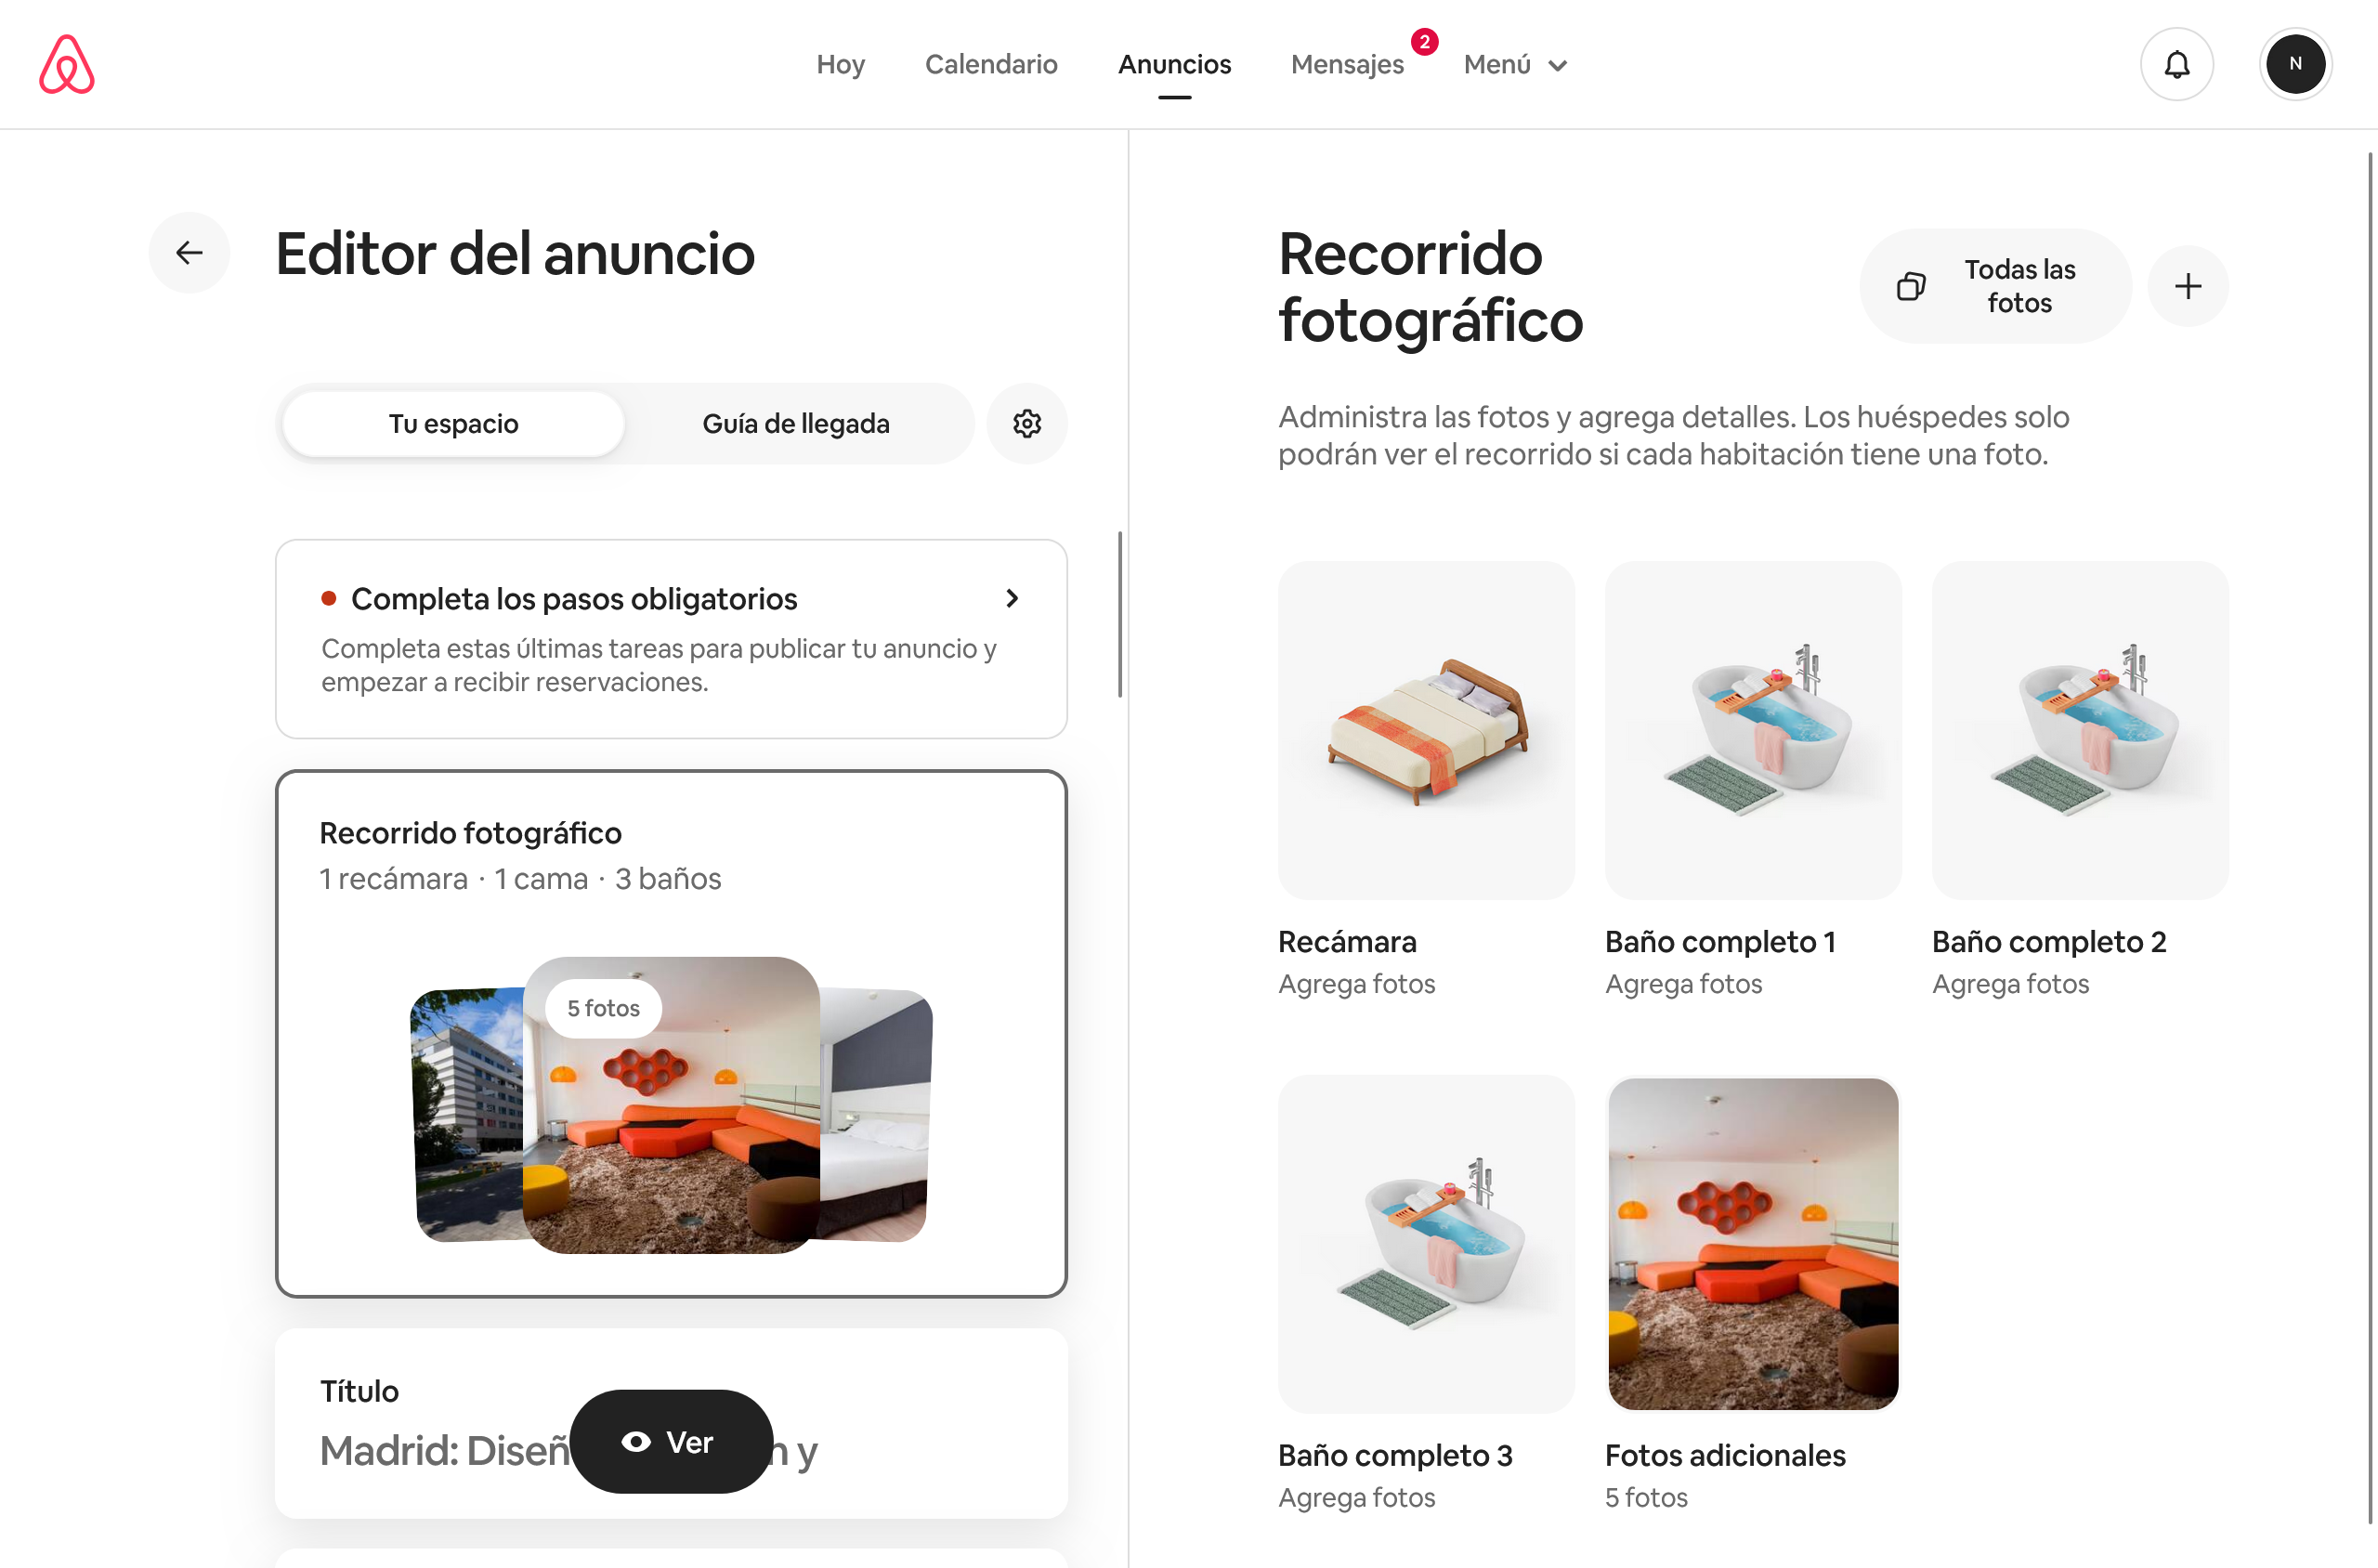 Hoy
Calendario
Anuncios
Mensajes
2
Menú
N
Editor del anuncio
Tu espacio
Guía de llegada
Completa los pasos obligatorios
Completa estas últimas tareas para publicar tu anuncio y
empezar a recibir reservaciones.
Recorrido fotográfico
1 recámara · 1 cama · 3 baños
5 fotos
Título
Madrid: Diseñ
y
Ver
Recorrido
fotográfico
Todas las
fotos
Administra las fotos y agrega detalles. Los huéspedes solo
podrán ver el recorrido si cada habitación tiene una foto.
Recámara
Agrega fotos
Baño completo 1
Agrega fotos
Baño completo 2
Agrega fotos
Baño completo 3
Agrega fotos
Fotos adicionales
5 fotos